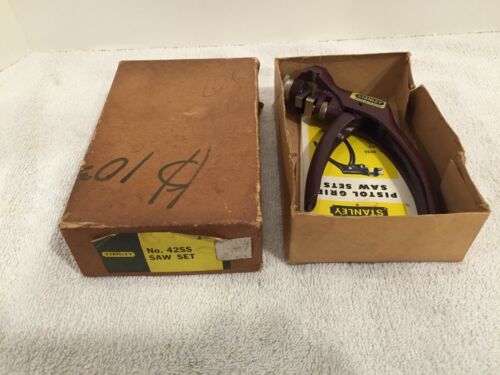 $10
STANLEY
No. 42SS
SAW SET
STANLEY
PISTOL GRIP
SAW SETS
STANLEY